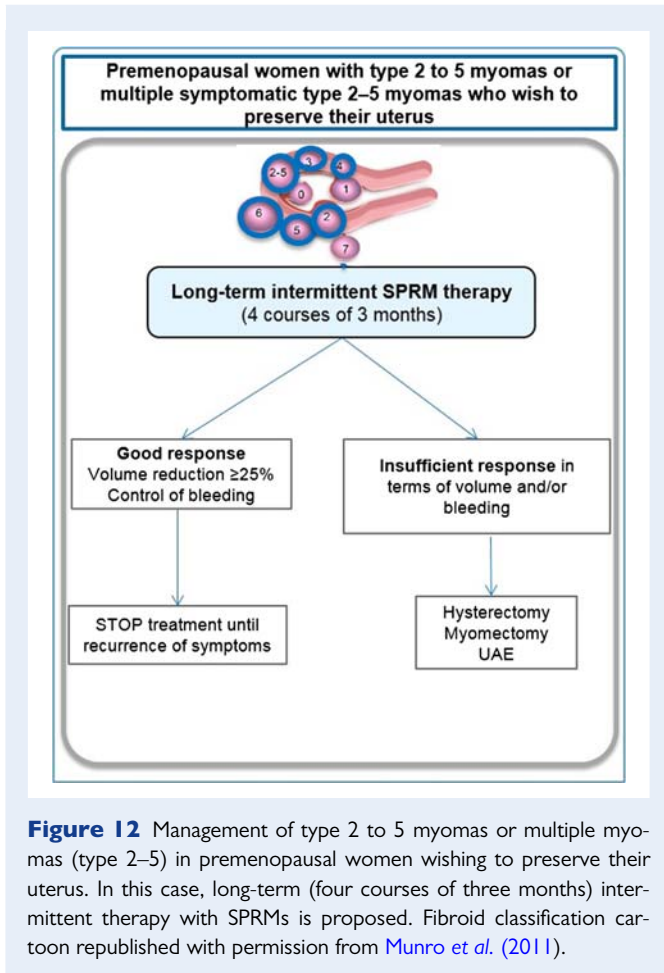 Premenopausal women with type 2 to 5 myomas or
multiple symptomatic type 2–5 myomas who wish to
preserve their uterus
3
2-5
4
0
1
6
2
5
7
Long-term intermittent SPRM therapy
(4 courses of 3 months)
Good response
Volume reduction ≥25%
Control of bleeding
Insufficient response in
terms of volume and/or
bleeding
STOP treatment until
recurrence of symptoms
Hysterectomy
Myomectomy
UAE
Figure 12 Management of type 2 to 5 myomas or multiple myo-
mas (type 2–5) in premenopausal women wishing to preserve their
uterus. In this case, long-term (four courses of three months) inter-
mittent therapy with SPRMs is proposed. Fibroid classification car-
toon republished with permission from Munro et al. (2011).